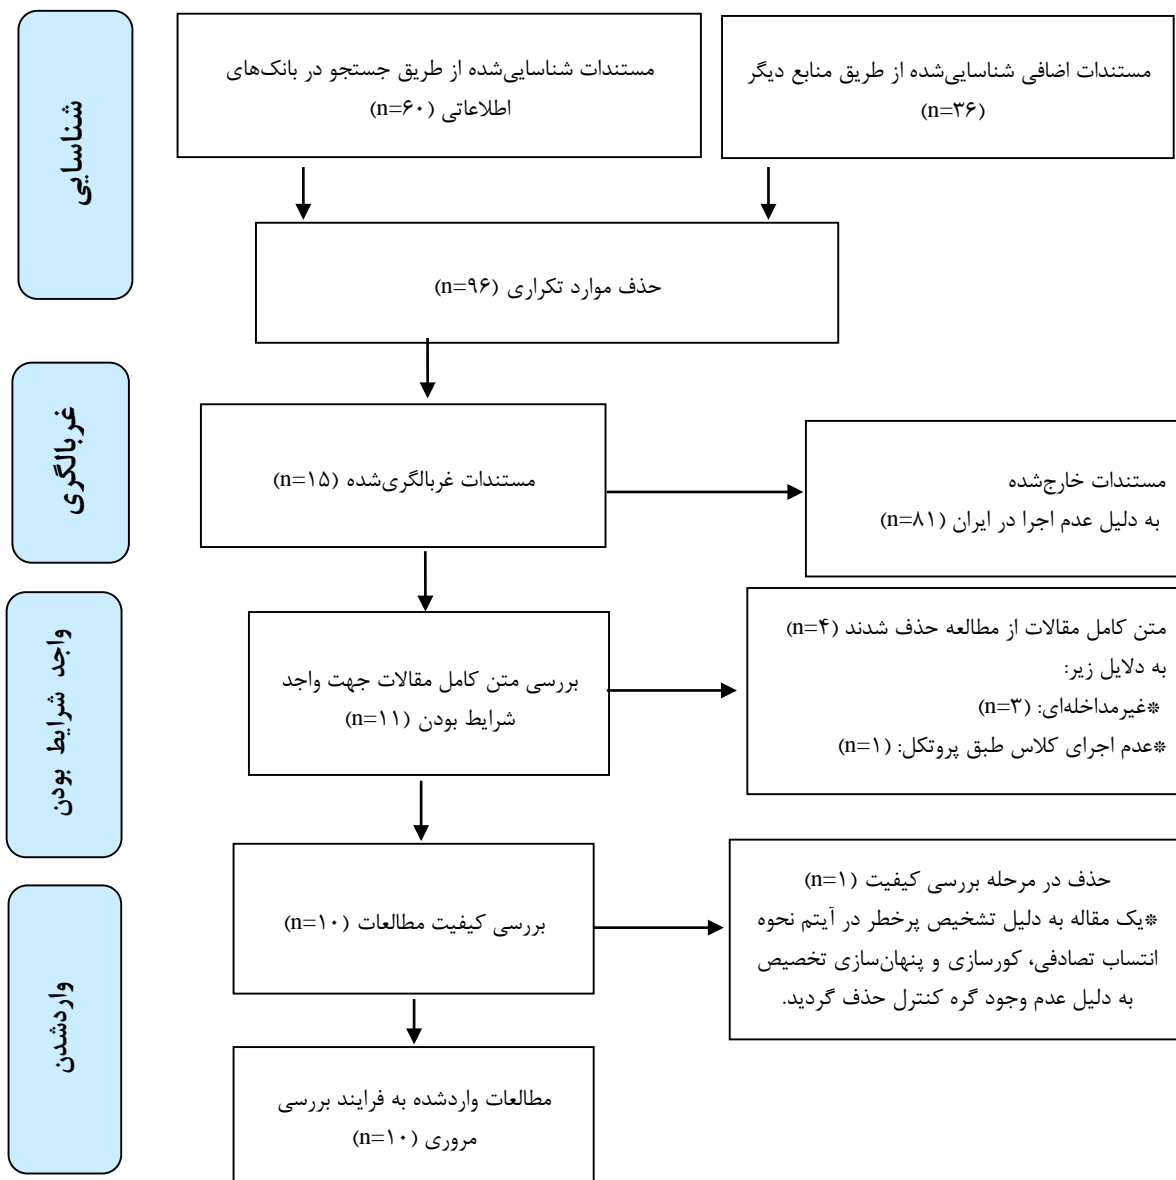 شناسایی
مستندات اضافی شناسایی‌شده از طریق منابع دیگر
(n=۳۶)
مستندات شناسایی‌شده از طریق جستجو در بانک‌های
اطلاعاتی (n=۶۰)
حذف موارد تکراری (n=۹۶)
غربالگری
مستندات غربالگری‌شده (n=۱۵)
مستندات خارج‌شده
به دلیل عدم اجرا در ایران (n=۸۱)
واجد شرایط بودن
بررسی متن کامل مقالات جهت واجد
شرایط بودن (n=۱۱)
متن کامل مقالات از مطالعه حذف شدند (n=۴)
به دلایل زیر:
*غیرمداخله‌ای: (n=۳)
*عدم اجرای کلاس طبق پروتکل: (n=۱)
واردشدن
بررسی کیفیت مطالعات (n=۱۰)
حذف در مرحله بررسی کیفیت (n=۱)
*یک مقاله به دلیل تشخیص پرخطر در آیتم نحوه
انتساب تصادفی، کورسازی و پنهان‌سازی تخصیص
به دلیل عدم وجود گره کنترل حذف گردید.
مطالعات واردشده به فرایند بررسی
مروری (n=۱۰)